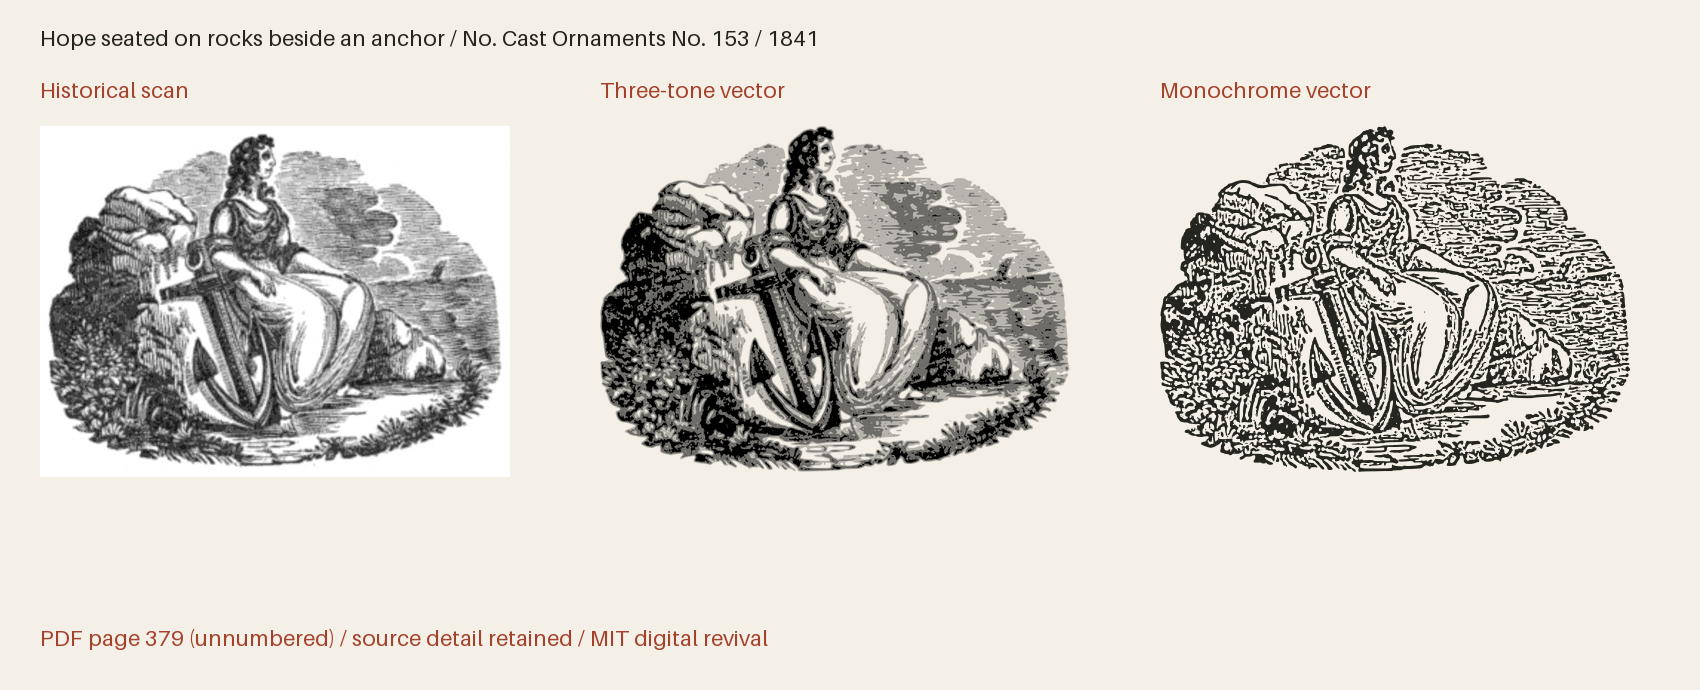 Hope seated on rocks beside an anchor / No. Cast Ornaments No. 153 / 1841
Historical scan
Three-tone vector
Monochrome vector
PDF page 379 (unnumbered) / source detail retained / MIT digital revival